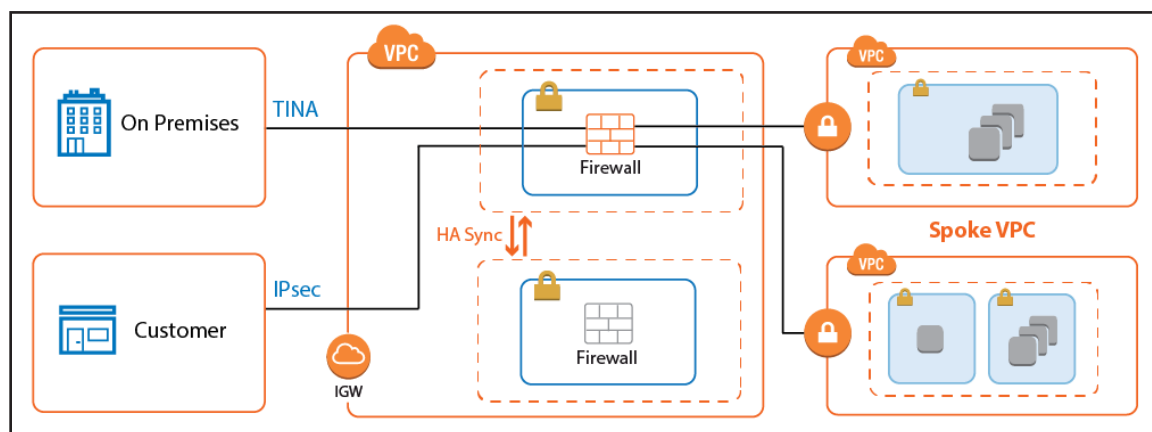 VPC
VPC
TINA
On Premises
Firewall
HA Sync
Spoke VPC
VPC
IPsec
Customer
Firewall
IGW